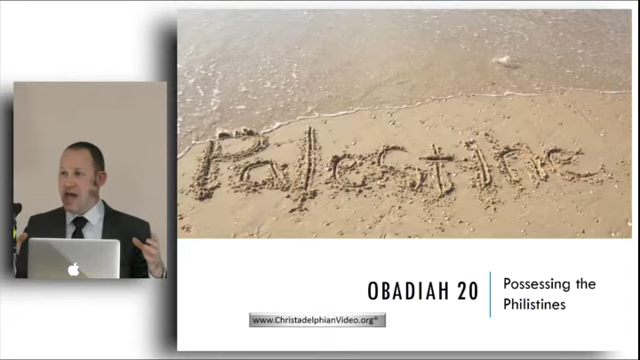 Palestine
OBADIAH 20
Possessing the
Philistines
www.ChristadelphianVideo.org®